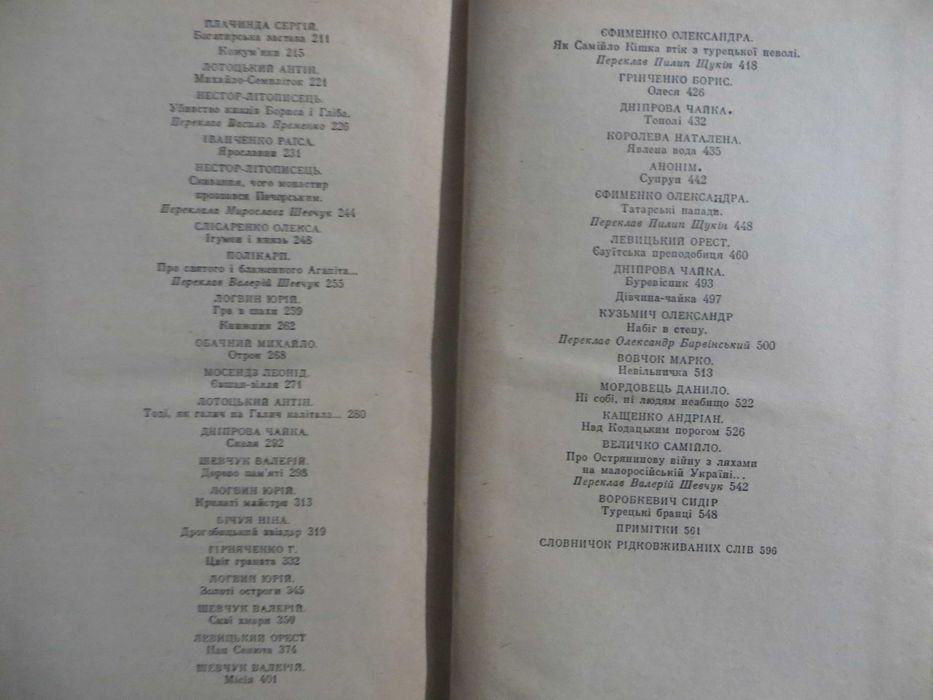 ПЛАЧИНДА СЕРГІЙ.
Богатирська застава 211
Кожум'яка 215
ЛОТОЦЬКИЙ АНТІН.
Михайло-Семиліток 221
НЕСТОР-ЛІТОПИСЕЦЬ.
Убивство князів Бориса і Гліба.
Переклав Василь Яременко 226
ІВАНЧЕНКО РАЇСА.
Ярославни 231
НЕСТОР-ЛІТОПИСЕЦЬ.
Сказання, чого монастир
прозвався Печерським.
Переклала Мирослава Шевчук 244
СЛІСАРЕНКО ОЛЕКСА.
Ігумен і князь 248
ПОЛІКАРП.
Про святого і блаженного Агапіта...
Переклав Валерій Шевчук 255
ЛОГВИН ЮРІЙ.
Гра в шахи 259
Книжник 262
ОБАЧНИЙ МИХАЙЛО.
Отрок 268
МОСЕНДЗ ЛЕОНІД.
Євшан-зілля 271
ЛОТОЦЬКИЙ АНТІН.
Тоді, як галич на Галич налітала... 280
ДНІПРОВА ЧАЙКА.
Скеля 292
ШЕВЧУК ВАЛЕРІЙ.
Дерево пам'яті 298
ЛОГВИН ЮРІЙ.
Крилаті майстри 313
БІЧУЯ НІНА.
Дрогобицький звіздар 319
ГІРНЯЧЕНКО Г.
Цвіт граната 332
ЛОГВИН ЮРІЙ.
Золоті остроги 345
ШЕВЧУК ВАЛЕРІЙ.
Скації хмари 350
ЛЕВИЦЬКИЙ ОРЕСТ
Пан Сенюта 374
ШЕВЧУК ВАЛЕРІЙ.
Місія 401
ЄФИМЕНКО ОЛЕКСАНДРА.
Як Самійло Кішка втік з турецької неволі.
Переклав Пилип Щукін 418
ГРІНЧЕНКО БОРИС.
Олеся 426
ДНІПРОВА ЧАЙКА.
Тополі 432
КОРОЛЕВА НАТАЛЕНА.
Явлена вода 435
АНОНІМ.
Супрун 442
ЄФИМЕНКО ОЛЕКСАНДРА.
Татарські напади.
Переклав Пилип Щукін 448
ЛЕВИЦЬКИЙ ОРЕСТ.
Єзуїтська преподобиця 460
ДНІПРОВА ЧАЙКА.
Буревісник 493
Дівчина-чайка 497
КУЗЬМИЧ ОЛЕКСАНДР
Набіг в степу.
Переклав Олександр Барвінський 500
ВОВЧОК МАРКО.
Невільничка 513
МОРДОВЕЦЬ ДАНИЛО.
Ні собі, ні людям неабищо 522
КАЩЕНКО АНДРІАН.
Над Кодацьким порогом 526
ВЕЛИЧКО САМІЙЛО.
Про Острянинову війну з ляхами
на малоросійській Україні...
Переклав Валерій Шевчук 542
ВОРОБКЕВИЧ СИДІР
Турецькі бранці 548
ПРИМІТКИ 561
СЛОВНИЧОК РІДКОВЖИВАНИХ СЛІВ 596